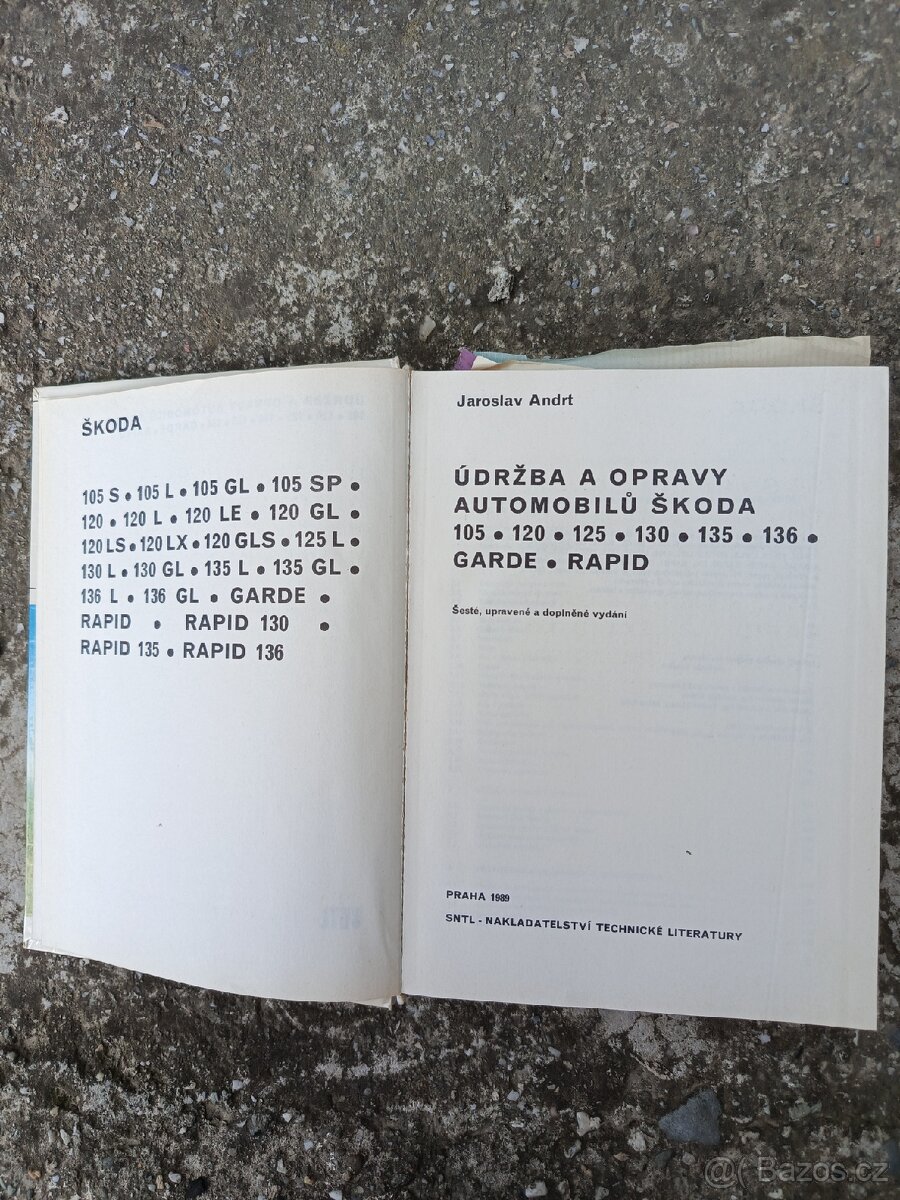 ŠKODA
105 S • 105 L • 105 GL • 105 SP •
120 • 120 L • 120 LE • 120 GL •
120 LS • 120 LX • 120 GLS • 125 L •
130 L • 130 GL • 135 L • 135 GL •
136 L • 136 GL • GARDE •
RAPID • RAPID 130 •
RAPID 135 • RAPID 136
Jaroslav Andrt
ÚDRŽBA A OPRAVY
AUTOMOBILŮ ŠKODA
105 • 120 • 125 • 130 • 135 • 136 •
GARDE • RAPID
Šesté, upravené a doplněné vydání
PRAHA 1989
SNTL - NAKLADATELSTVÍ TECHNICKÉ LITERATURY
@ Bazos.cz